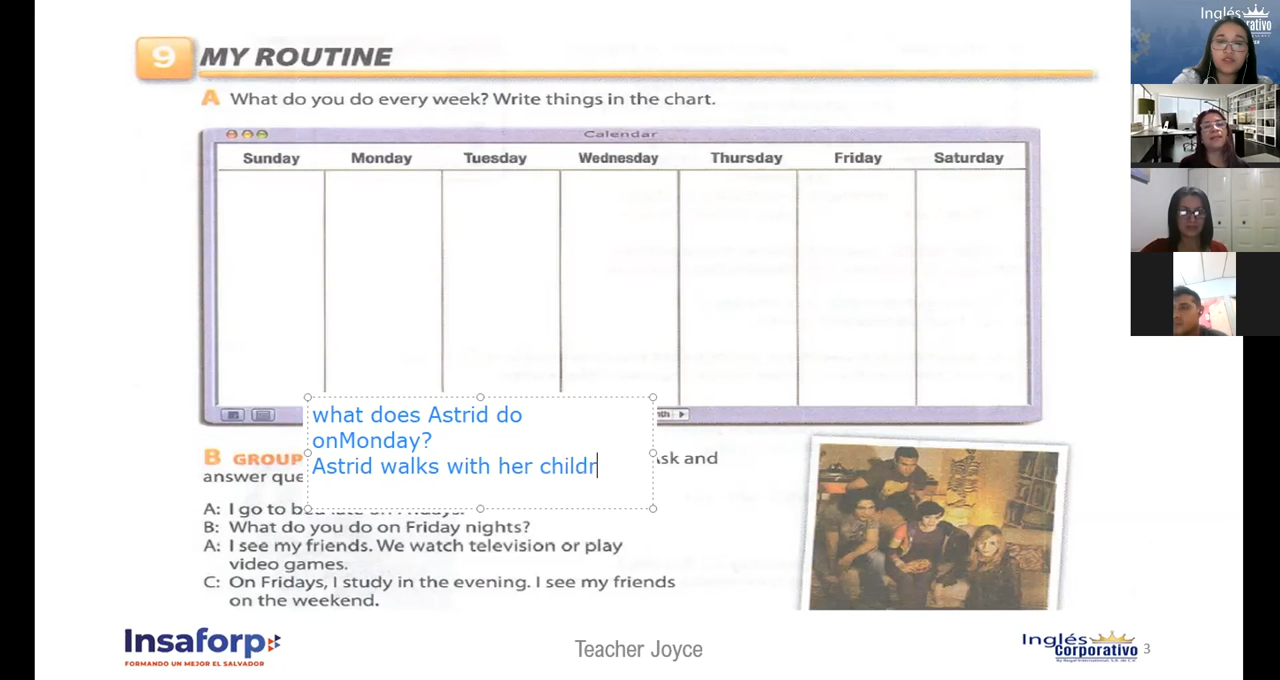 Inglés
Corporativo
9 MY ROUTINE
A What do you do every week? Write things in the chart.
Calendar
Sunday Monday Tuesday Wednesday Thursday Friday Saturday
what does Astrid do
onMonday?
Astrid walks with her childr
B GROUP sk and
answer que
A: I go to bed late on Fridays.
B: What do you do on Friday nights?
A: I see my friends. We watch television or play
video games.
C: On Fridays, I study in the evening. I see my friends
on the weekend.
Insaforp
FORMANDO UN MEJOR EL SALVADOR
Teacher Joyce
Inglés
Corporativo
3